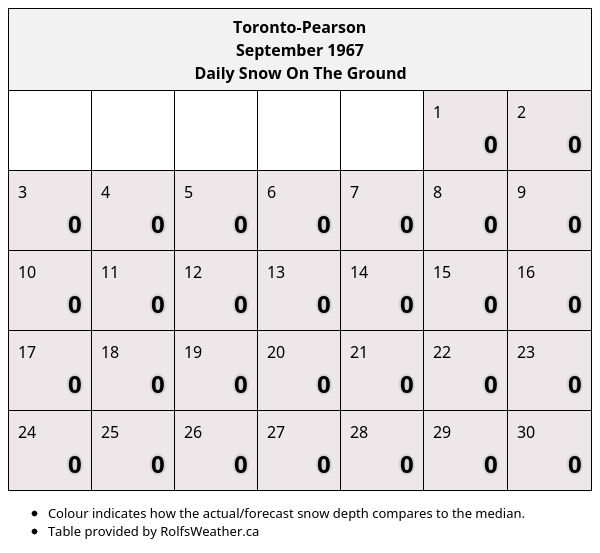 Toronto-Pearson
September 1967
Daily Snow On The Ground
1 2
0 0
3 4 5 6 7 8 9
0 0 0 0 0 0 0
10 11 12 13 14 15 16
0 0 0 0 0 0 0
17 18 19 20 21 22 23
0 0 0 0 0 0 0
24 25 26 27 28 29 30
0 0 0 0 0 0 0
• Colour indicates how the actual/forecast snow depth compares to the median.
• Table provided by RolfsWeather.ca